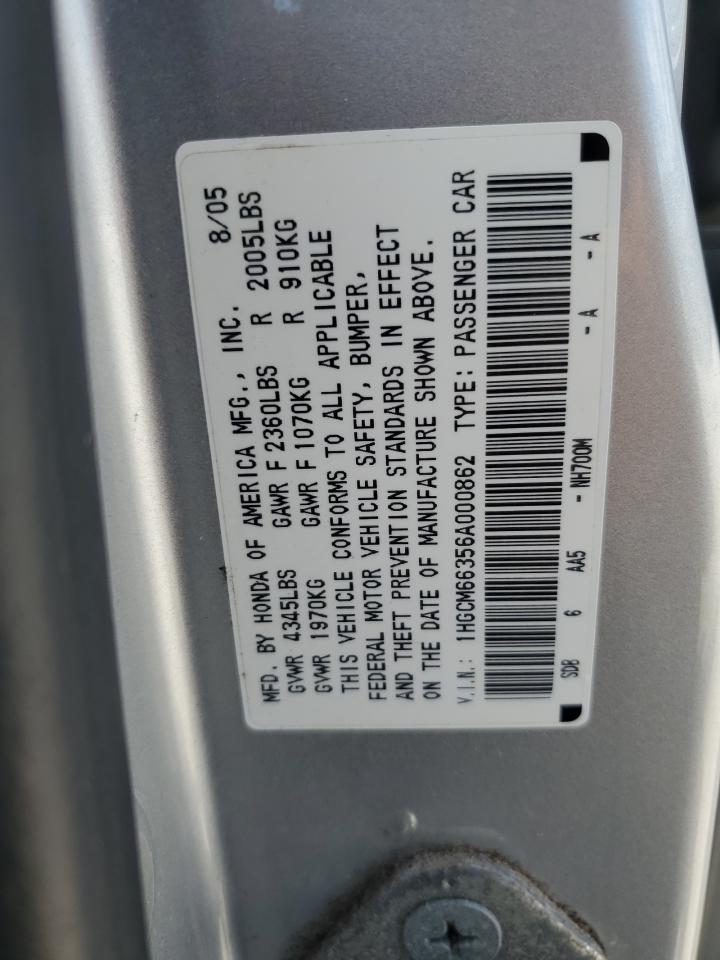 MFD. BY HONDA OF AMERICA MFG., INC. 8/05
GVWR 4345LBS GAWR F 2360LBS R 2005LBS
GVWR 1970KG GAWR F 1070KG R 910KG
THIS VEHICLE CONFORMS TO ALL APPLICABLE
FEDERAL MOTOR VEHICLE SAFETY, BUMPER,
AND THEFT PREVENTION STANDARDS IN EFFECT
ON THE DATE OF MANUFACTURE SHOWN ABOVE.
V.I.N.: 1HGCM66356A000862 TYPE: PASSENGER CAR
SDB 6 AA5 - NH700M - A - A